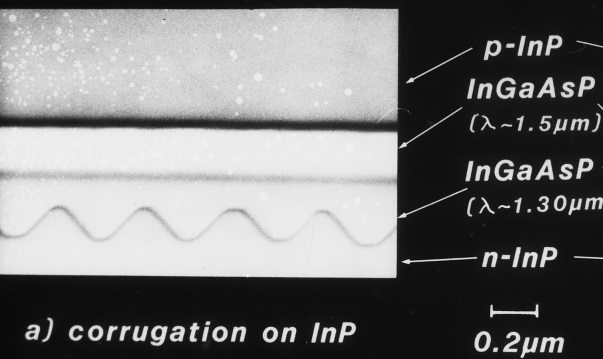 p-InP
InGaAsP
(λ~1.5μm)
InGaAsP
(λ~1.30μm
n-InP
0.2μm
a) corrugation on InP